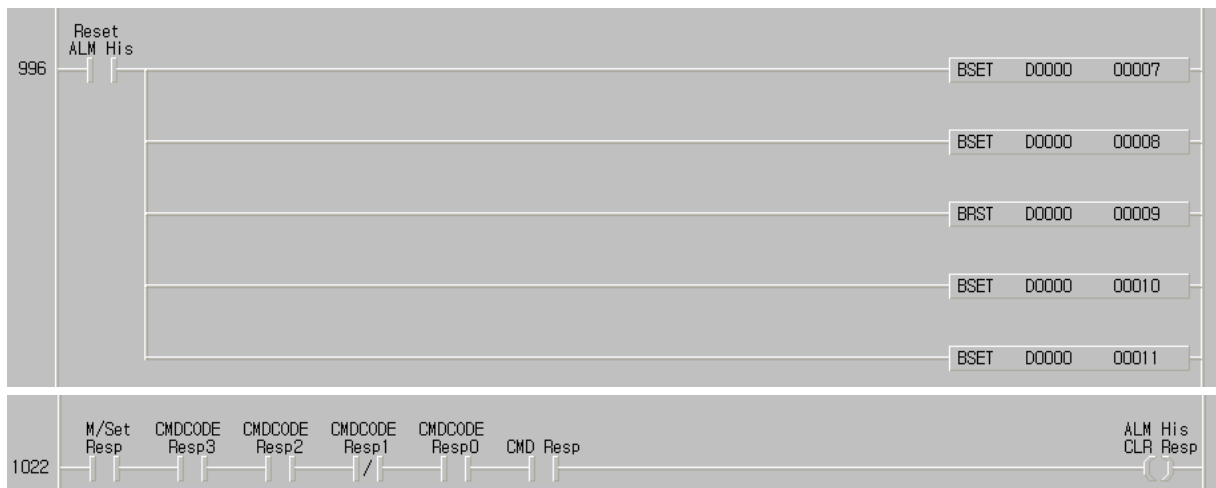 Reset
ALM His
996
BSET D0000 00007
BSET D0000 00008
BRST D0000 00009
BSET D0000 00010
BSET D0000 00011
M/Set CMDCODE CMDCODE CMDCODE CMDCODE ALM His
Resp Resp3 Resp2 Resp1 Resp0 CMD Resp CLR Resp
1022